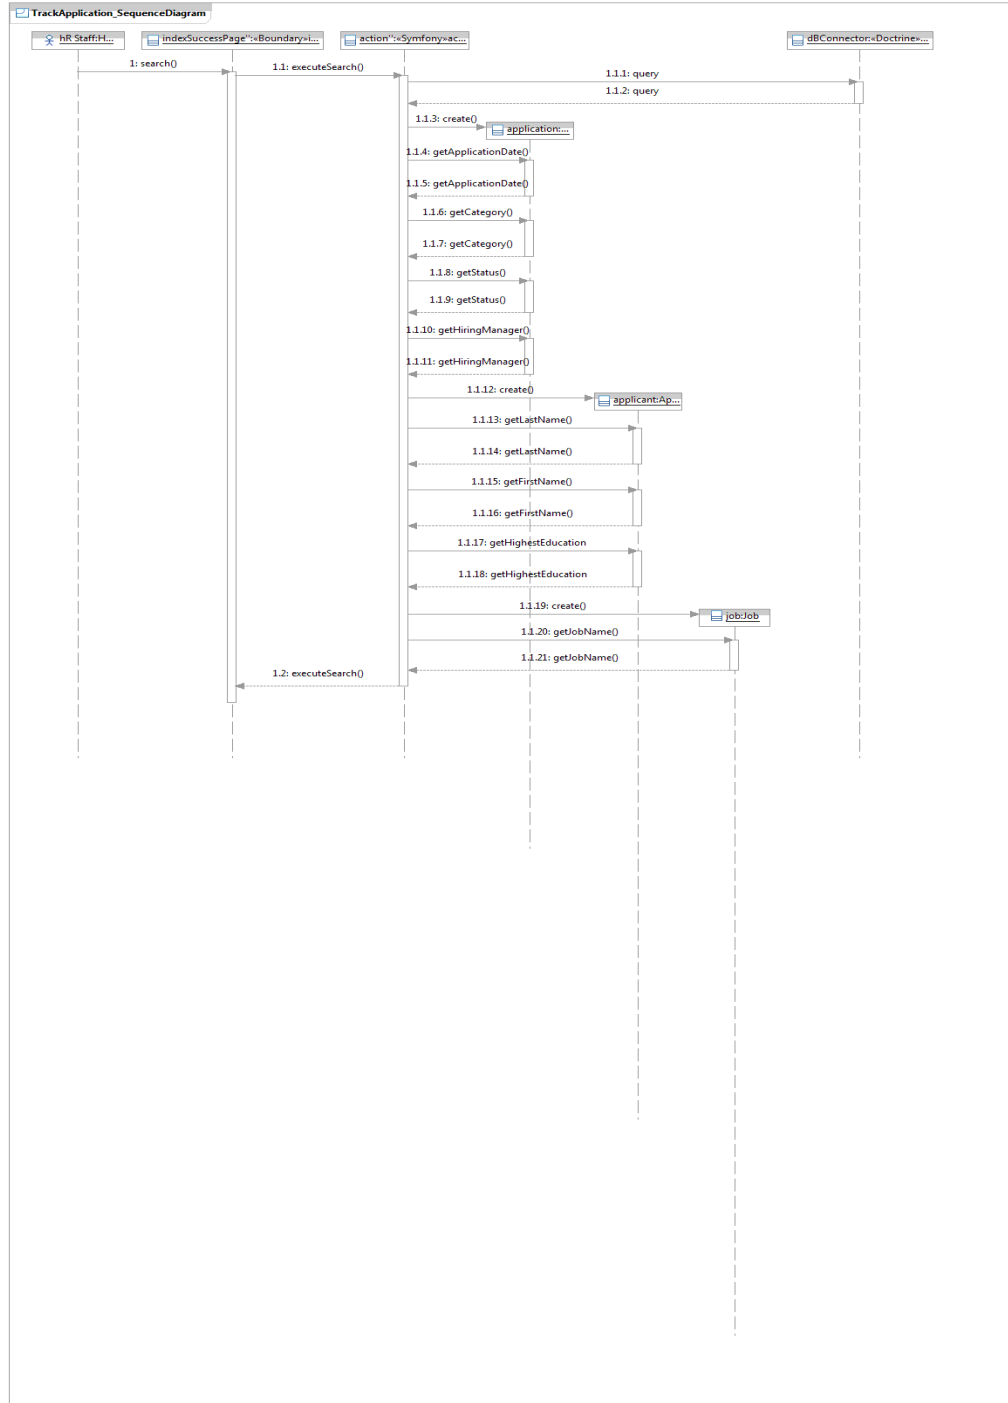 TrackApplication_SequenceDiagram
hR Staff:H...
indexSuccessPage":«Boundary»i...
action":«Symfony»ac...
dBConnector:«Doctrine»...
1: search()
1.1: executeSearch()
1.1.1: query
1.1.2: query
1.1.3: create()
application:...
1.1.4: getApplicationDate()
1.1.5: getApplicationDate()
1.1.6: getCategory()
1.1.7: getCategory()
1.1.8: getStatus()
1.1.9: getStatus()
1.1.10: getHiringManager()
1.1.11: getHiringManager()
1.1.12: create()
applicant:Ap...
1.1.13: getLastName()
1.1.14: getLastName()
1.1.15: getFirstName()
1.1.16: getFirstName()
1.1.17: getHighestEducation
1.1.18: getHighestEducation
1.1.19: create()
job:Job
1.1.20: getJobName()
1.1.21: getJobName()
1.2: executeSearch()